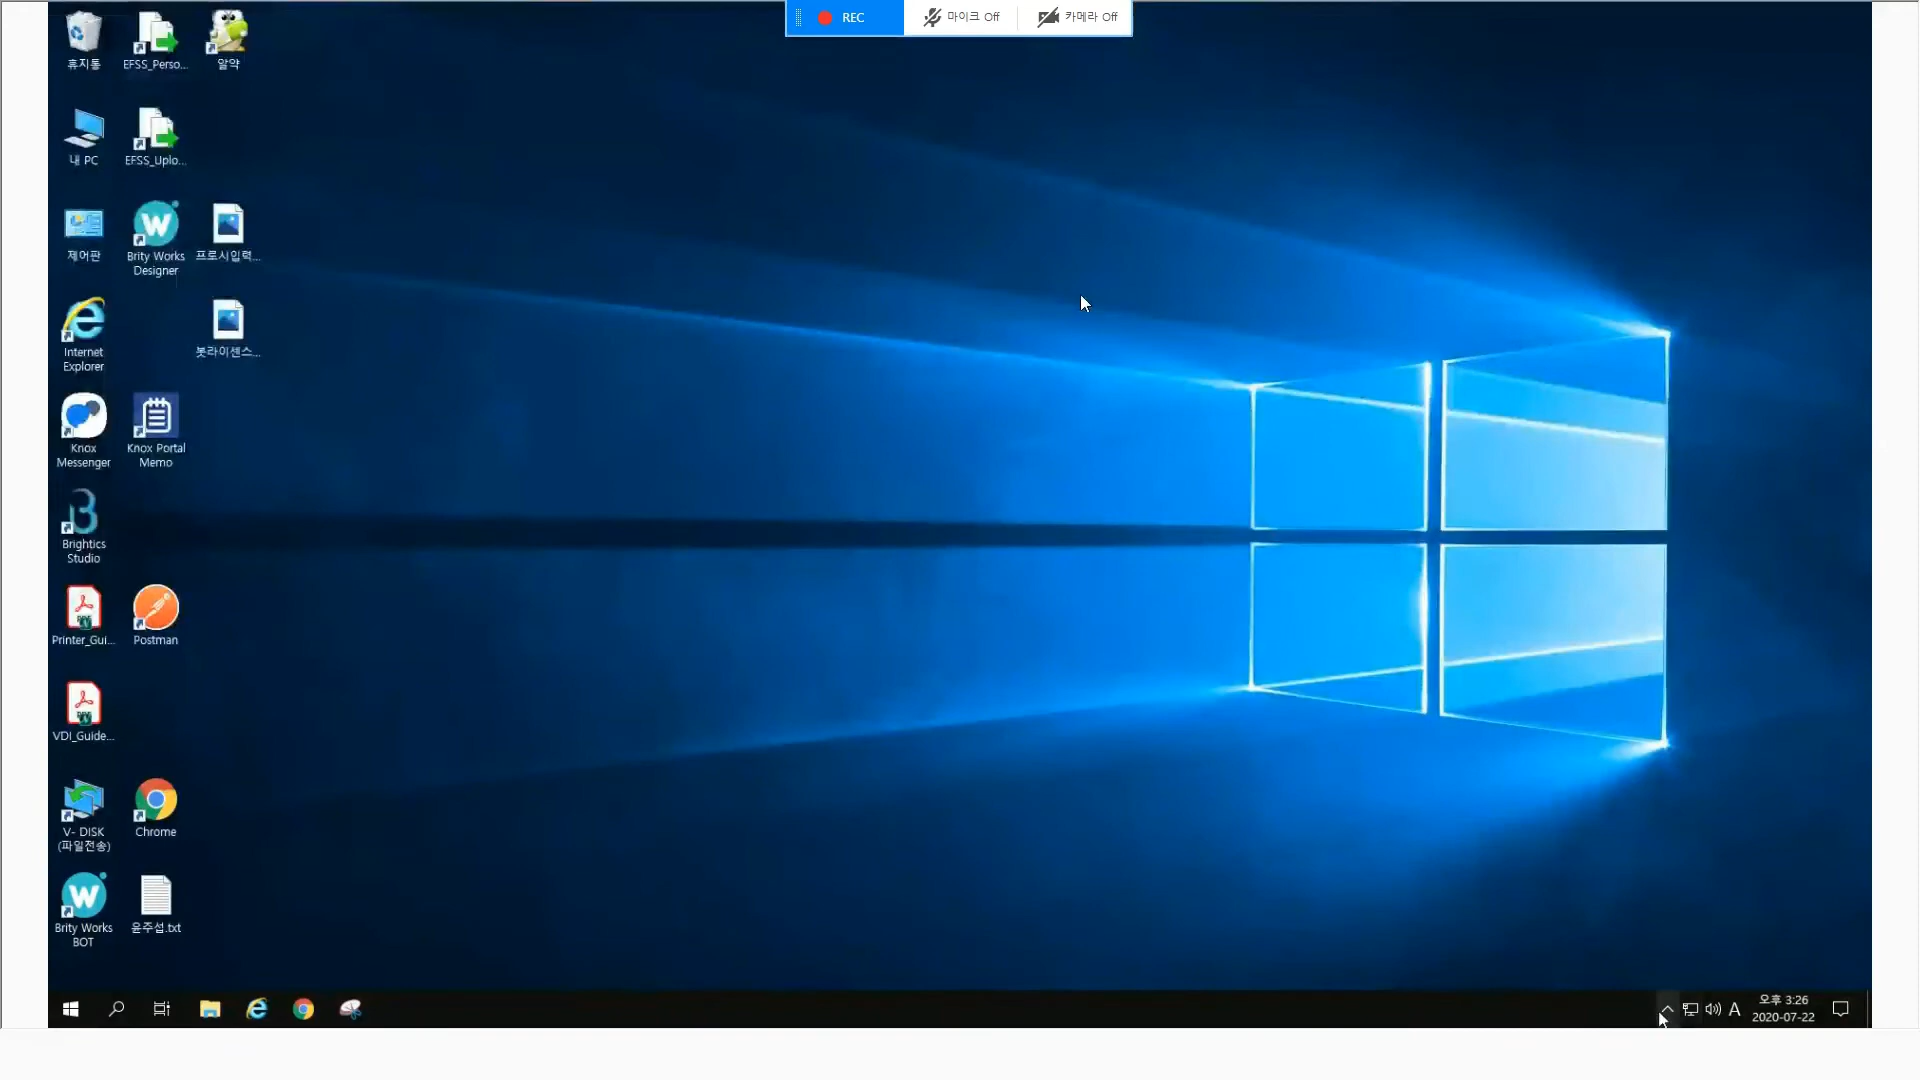 REC
마이크 Off
카메라 Off
휴지통
EFSS_Perso...
알약
내 PC
EFSS_Uplo...
제어판
Brity Works
Designer
프로시입력...
Internet
Explorer
봇라이센스...
Knox
Messenger
Knox Portal
Memo
Brightics
Studio
Printer_Gui...
Postman
VDI_Guide...
V- DISK
(파일전송)
Chrome
Brity Works
BOT
윤주섭.txt
A
오후 3:26
2020-07-22